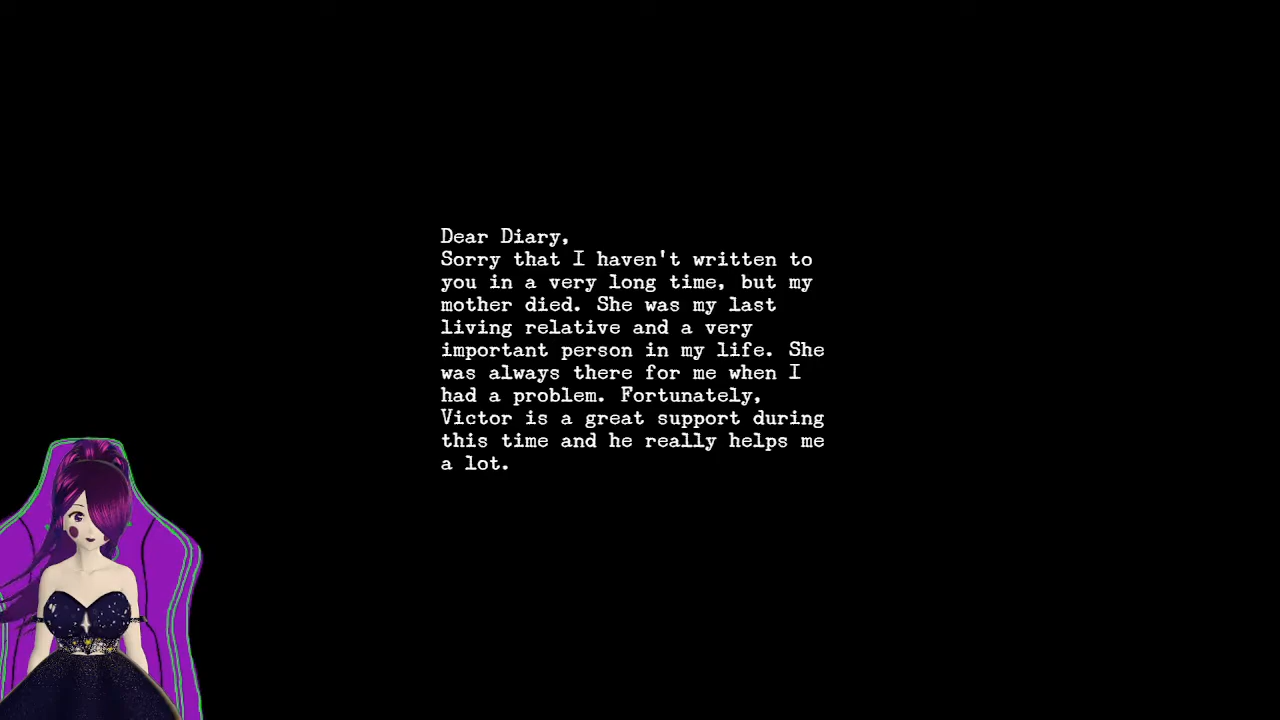 Dear Diary,
Sorry that I haven't written to
you in a very long time, but my
mother died. She was my last
living relative and a very
important person in my life. She
was always there for me when I
had a problem. Fortunately,
Victor is a great support during
this time and he really helps me
a lot.